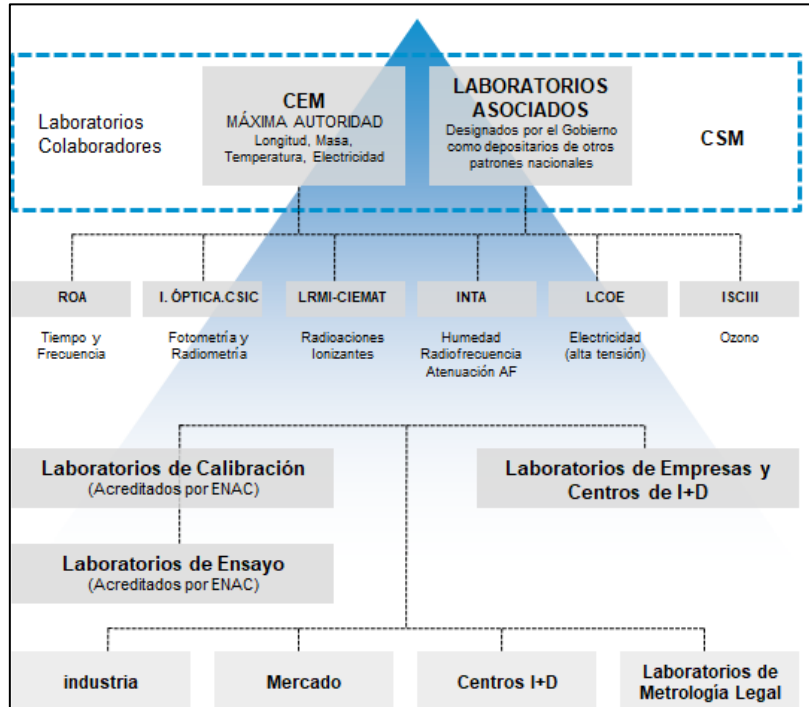 Laboratorios
Colaboradores
CEM
MÁXIMA AUTORIDAD
Longitud, Masa,
Temperatura, Electricidad
LABORATORIOS
ASOCIADOS
Designados por el Gobierno
como depositarios de otros
patrones nacionales
CSM
ROA
Tiempo y
Frecuencia
I. ÓPTICA.CSIC
Fotometría y
Radiometría
LRMI-CIEMAT
Radioaciones
Ionizantes
INTA
Humedad
Radiofrecuencia
Atenuación AF
LCOE
Electricidad
(alta tensión)
ISCIII
Ozono
Laboratorios de Calibración
(Acreditados por ENAC)
Laboratorios de Empresas y
Centros de I+D
Laboratorios de Ensayo
(Acreditados por ENAC)
industria
Mercado
Centros I+D
Laboratorios de
Metrología Legal